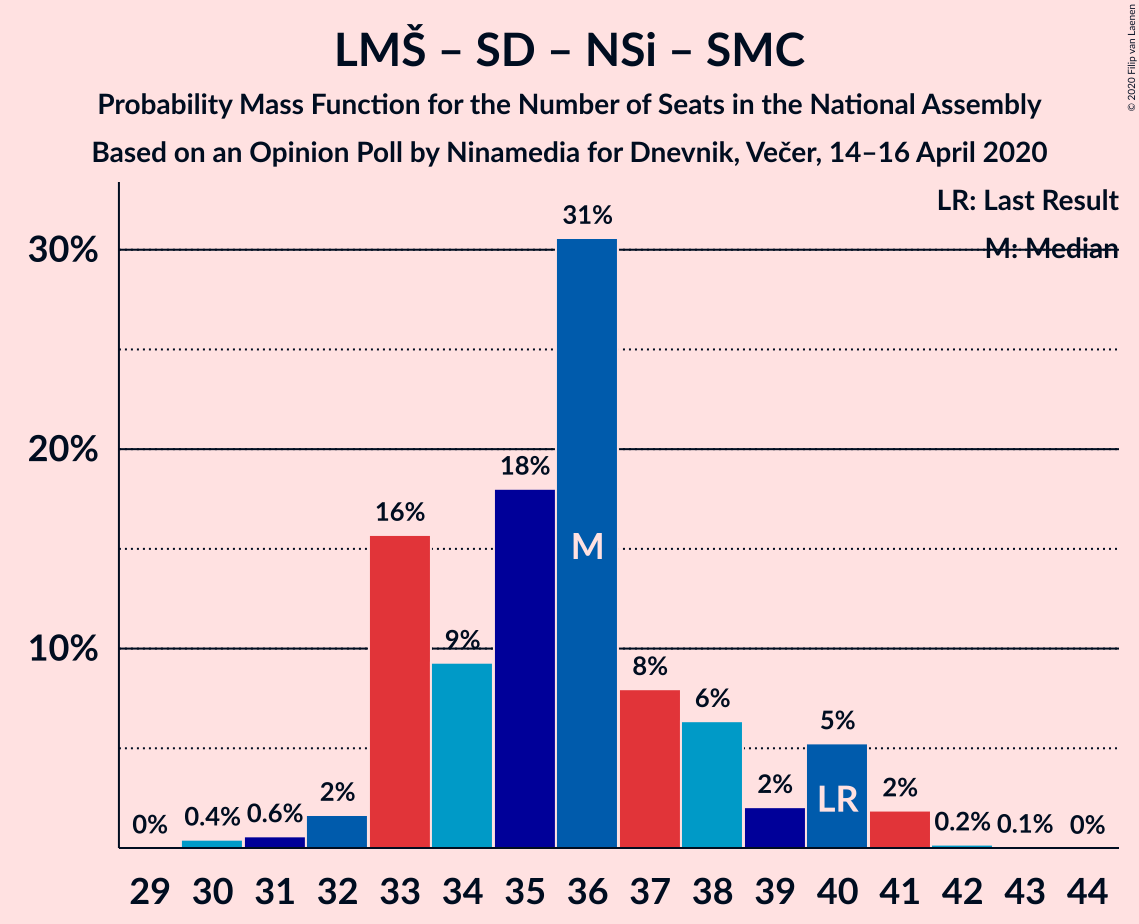 LMŠ – SD – NSi – SMC
Probability Mass Function for the Number of Seats in the National Assembly
Based on an Opinion Poll by Ninamedia for Dnevnik, Večer, 14–16 April 2020
© 2020 Filip van Laenen
LR: Last Result
M: Median
30%
20%
10%
0%
0.4%
0.6%
2%
16%
9%
18%
31%
M
8%
6%
2%
5%
LR
2%
0.2%
0.1%
0%
29 30 31 32 33 34 35 36 37 38 39 40 41 42 43 44